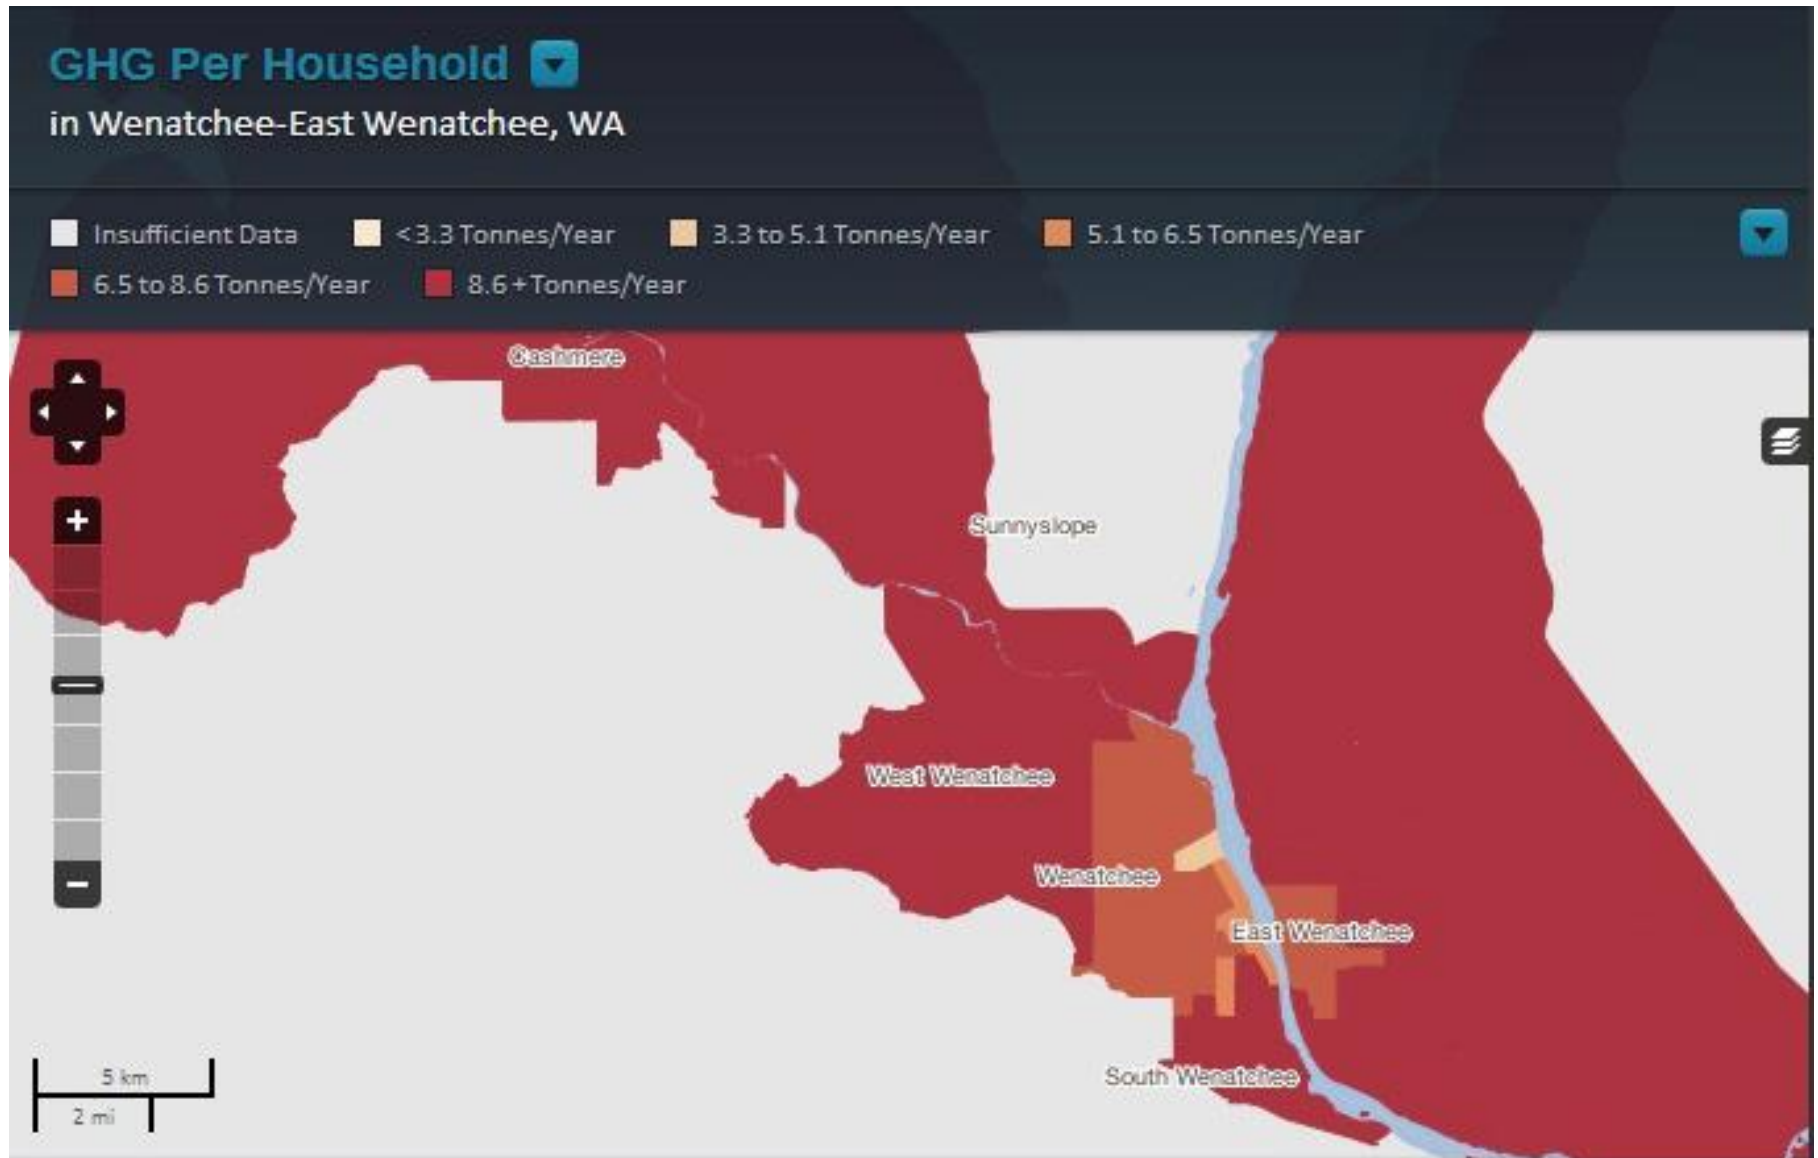 GHG Per Household
in Wenatchee-East Wenatchee, WA
Insufficient Data <3.3 Tonnes/Year 3.3 to 5.1 Tonnes/Year 5.1 to 6.5 Tonnes/Year
6.5 to 8.6 Tonnes/Year 8.6+Tonnes/Year
Cashmere
+
Sunnyslope
West Wenatchee
Wenatchee
−
East Wenatchee
South Wenatchee
5 km
2 mi